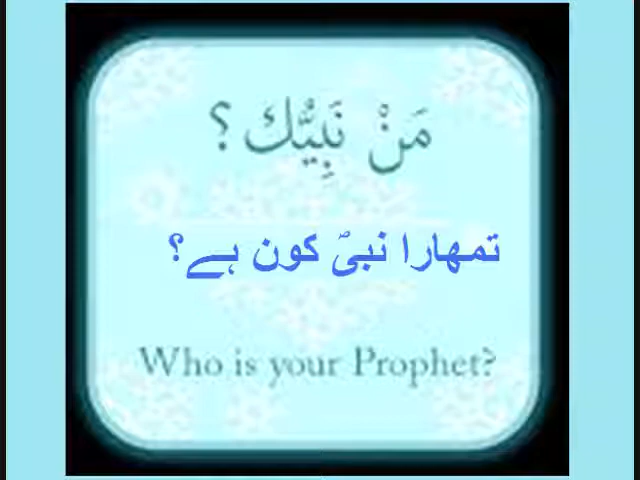 مَنْ نَبِيُّكَ؟
تمھارا نبیؐ کون ہے؟
Who is your Prophet?